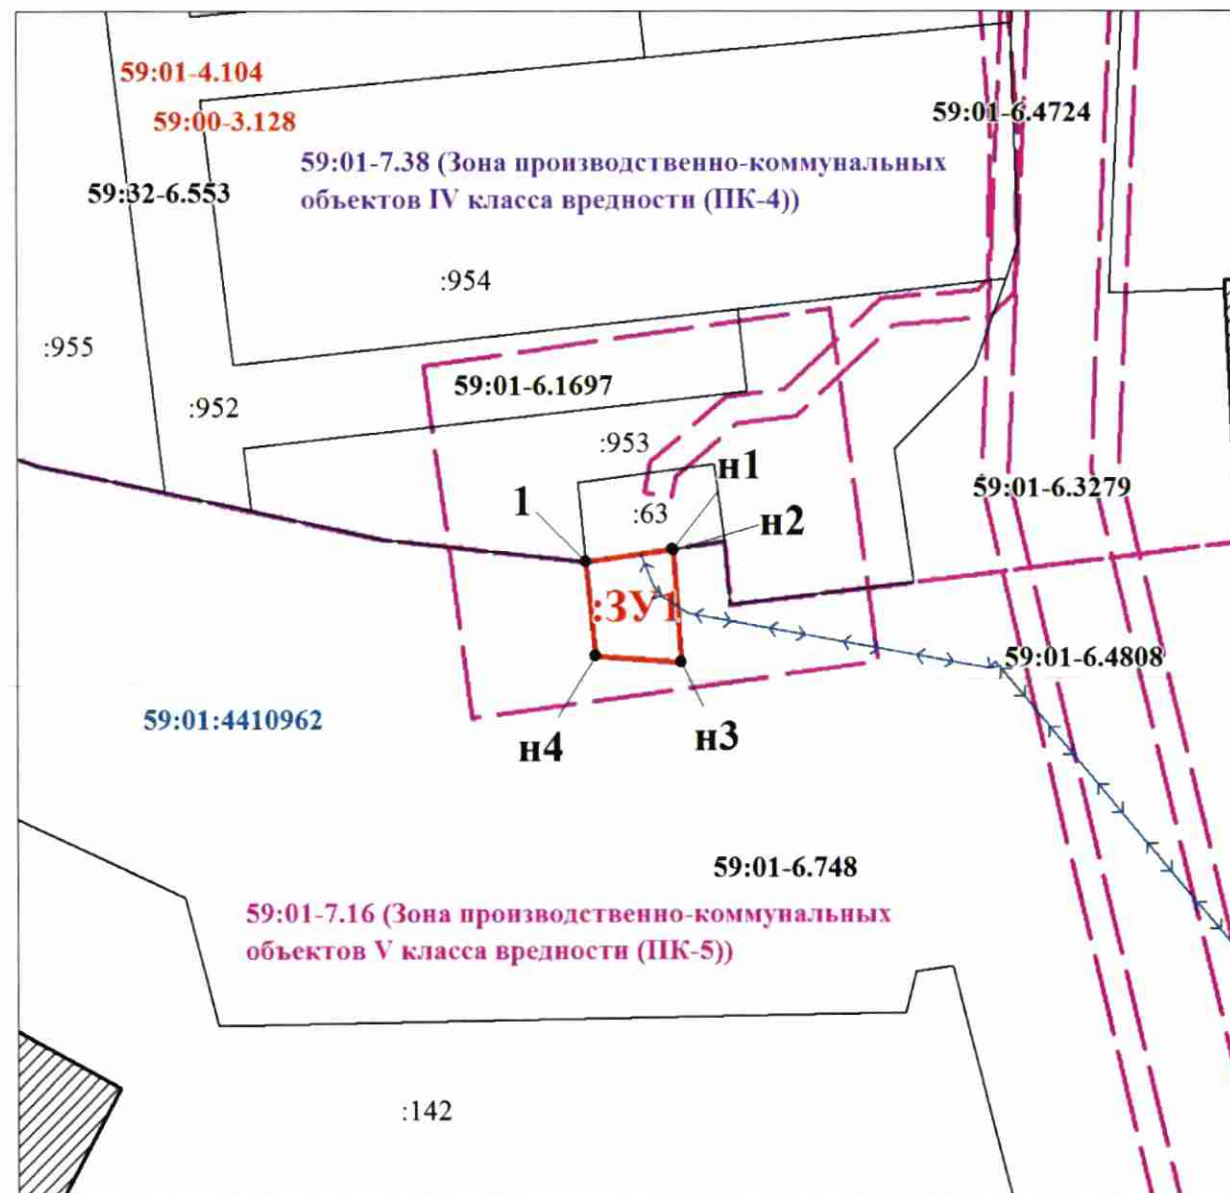 59:01-4.104
59:00-3.128
59:01-6.4724
59:01-7.38 (Зона производственно-коммунальных
объектов IV класса вредности (ПК-4))
59:32-6.553
:954
:955
59:01-6.1697
:952
:953
н1
59:01-6.3279
1
:63
н2
:ЗУ1
59:01-6.4808
59:01:4410962
н4
н3
59:01-6.748
59:01-7.16 (Зона производственно-коммунальных
объектов V класса вредности (ПК-5))
:142